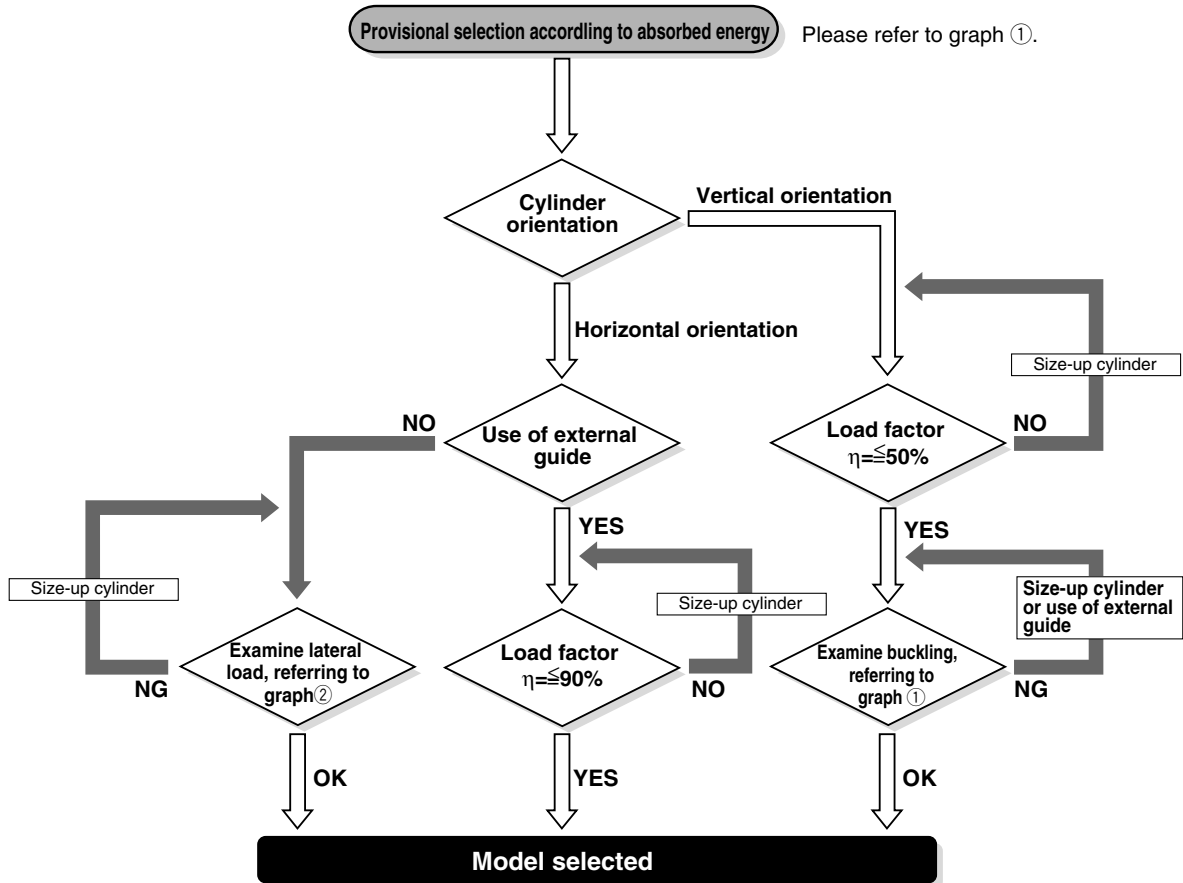 Provisional selection accordling to absorbed energy
Please refer to graph ①.
Cylinder
orientation
Vertical orientation
Horizontal orientation
Size-up cylinder
NO
Use of external
guide
Load factor
η=≦50%
NO
YES
YES
Size-up cylinder
Size-up cylinder
Size-up cylinder
or use of external
guide
Examine lateral
load, referring to
graph②
NG
Load factor
η=≦90%
NO
Examine buckling,
referring to
graph ①
NG
OK
YES
OK
Model selected